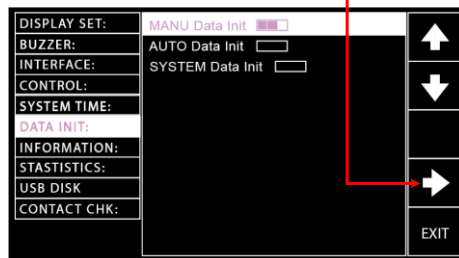 DISPLAY SET:
BUZZER:
INTERFACE:
CONTROL:
SYSTEM TIME:
DATA INIT:
INFORMATION:
STASTISTICS:
USB DISK
CONTACT CHK:
MANU Data Init
AUTO Data Init
SYSTEM Data Init
EXIT